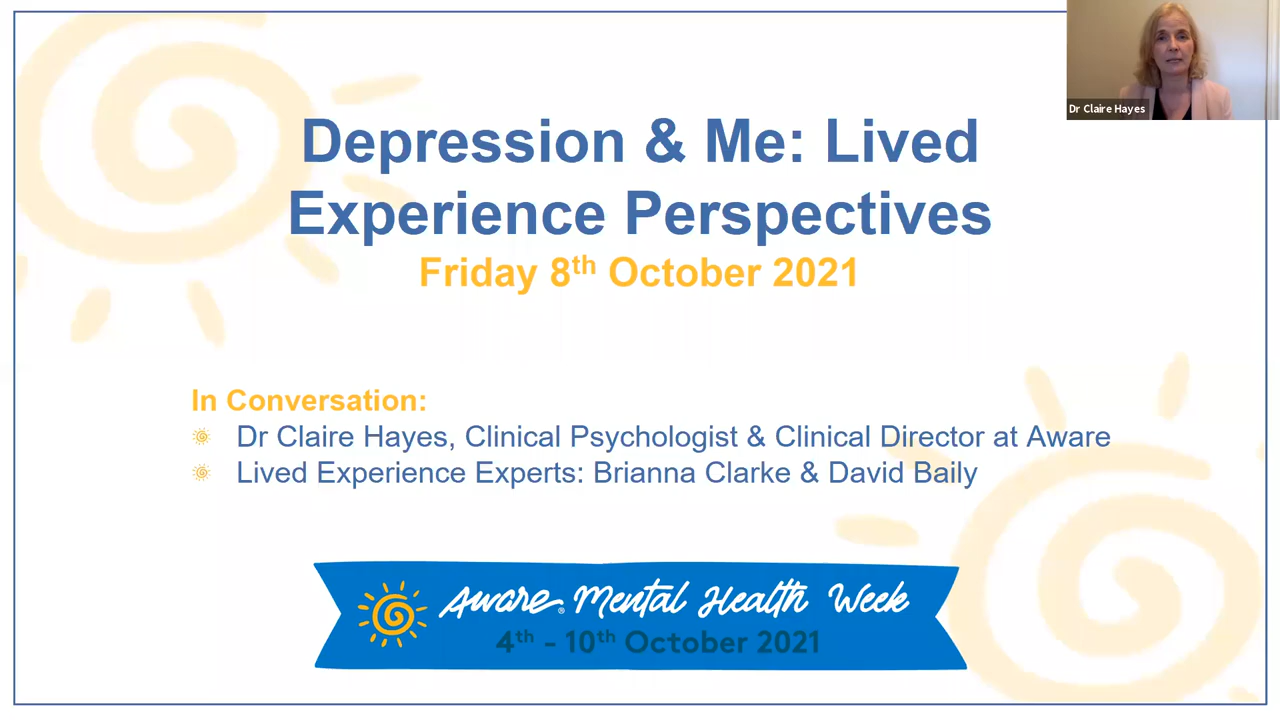 Dr Claire Hayes
Depression & Me: Lived
Experience Perspectives
Friday 8th October 2021
In Conversation:
Dr Claire Hayes, Clinical Psychologist & Clinical Director at Aware
Lived Experience Experts: Brianna Clarke & David Baily
Aware® Mental Health Week
4th - 10th October 2021